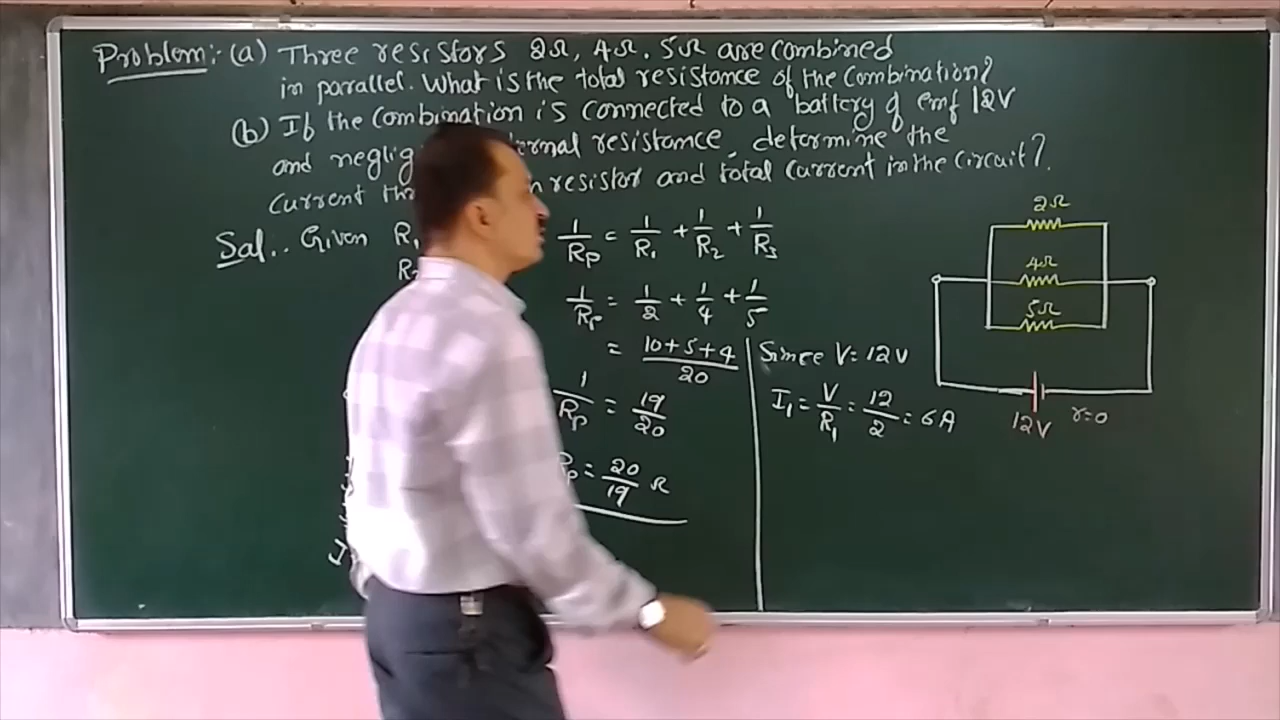 Problem:- (a) Three resistors 2Ω, 4Ω. 5Ω are combined
in parallel. What is the total resistance of the Combination?
(b) If the Combination is connected to a battery of emf 12V
and resistance, determine the
current resistor and total Current in the Circuit?
Sol.. Given R1
1/Rp = 1/R1 + 1/R2 + 1/R3
1/Rp = 1/2 + 1/4 + 1/5
= 10+5+4/20
1/Rp = 19/20
Rp = 20/19 Ω
Since V = 12V
I1 = V/R1 = 12/2 = 6A
2Ω
4Ω
5Ω
12V r=0